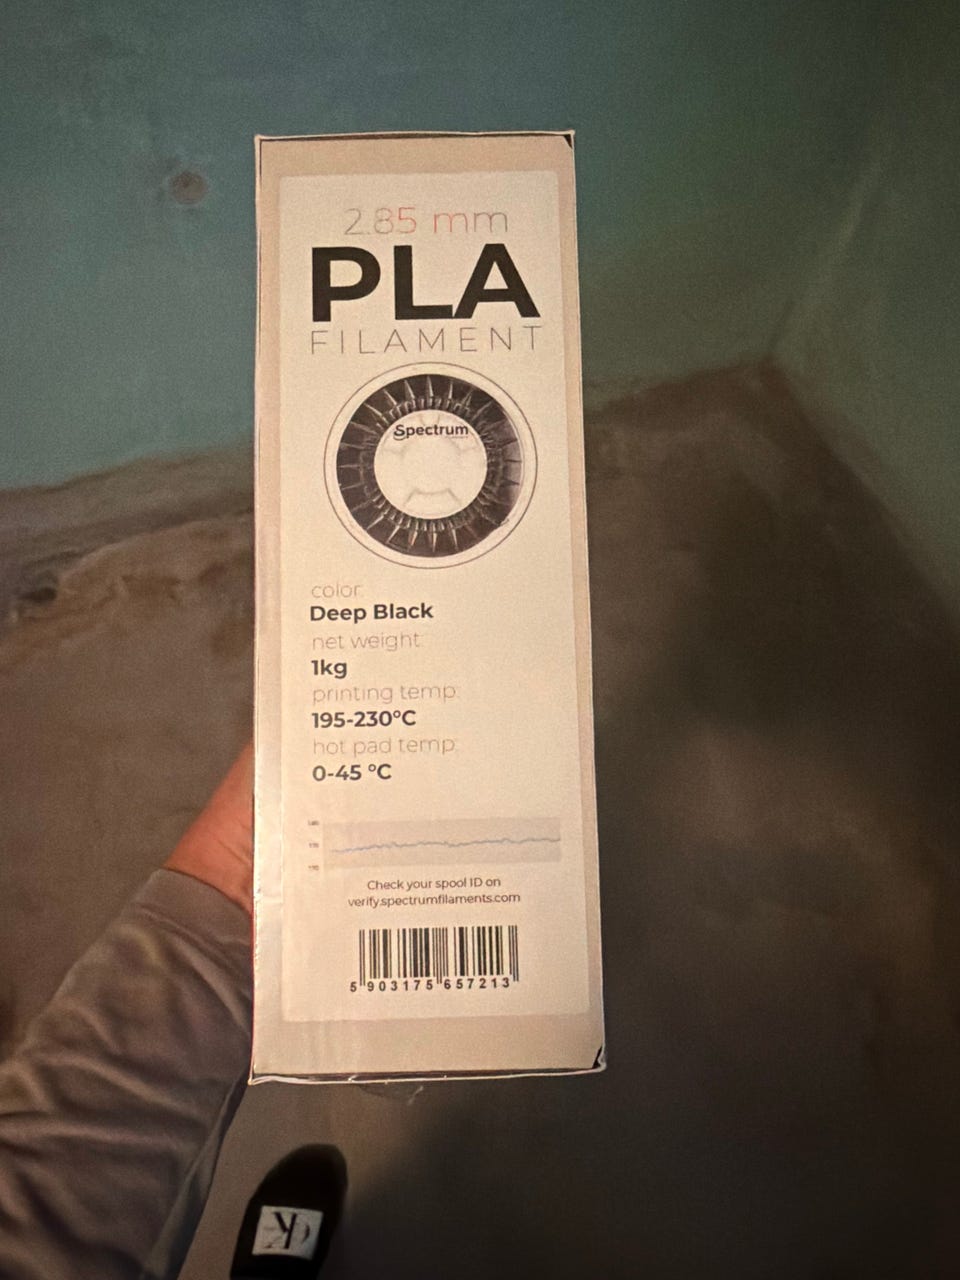 2.85 mm
PLA
FILAMENT
Spectrum
color:
Deep Black
net weight:
1kg
printing temp:
195-230°C
hot pad temp:
0-45 °C
Check your spool ID on
verify.spectrumfilaments.com
5 903175 657213
CK